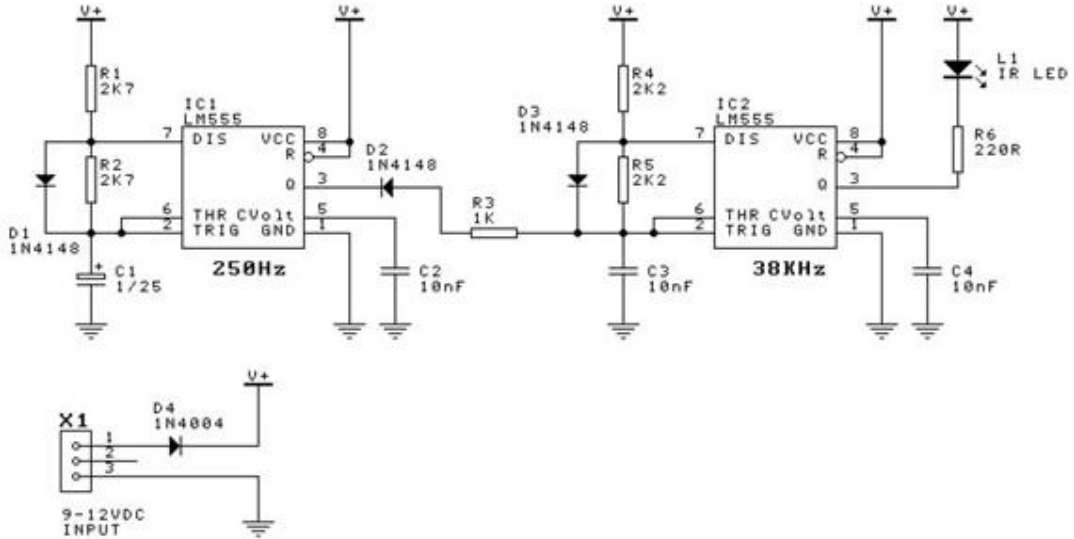 V+
V+
V+
V+
V+
R1
2K7
R4
2K2
L1
IR LED
IC1
LM555
IC2
LM555
D3
1N4148
7
DIS
VCC
8
R
4
D2
1N4148
7
DIS
VCC
8
R
4
R6
220R
R2
2K7
Q
3
R5
2K2
Q
3
R3
1K
6
THR
CVolt
5
2
TRIG
GND
1
6
THR
CVolt
5
2
TRIG
GND
1
D1
1N4148
250Hz
38KHz
+
C1
1/25
C2
10nF
C3
10nF
C4
10nF
V+
D4
1N4004
X1
1
2
3
9-12VDC
INPUT